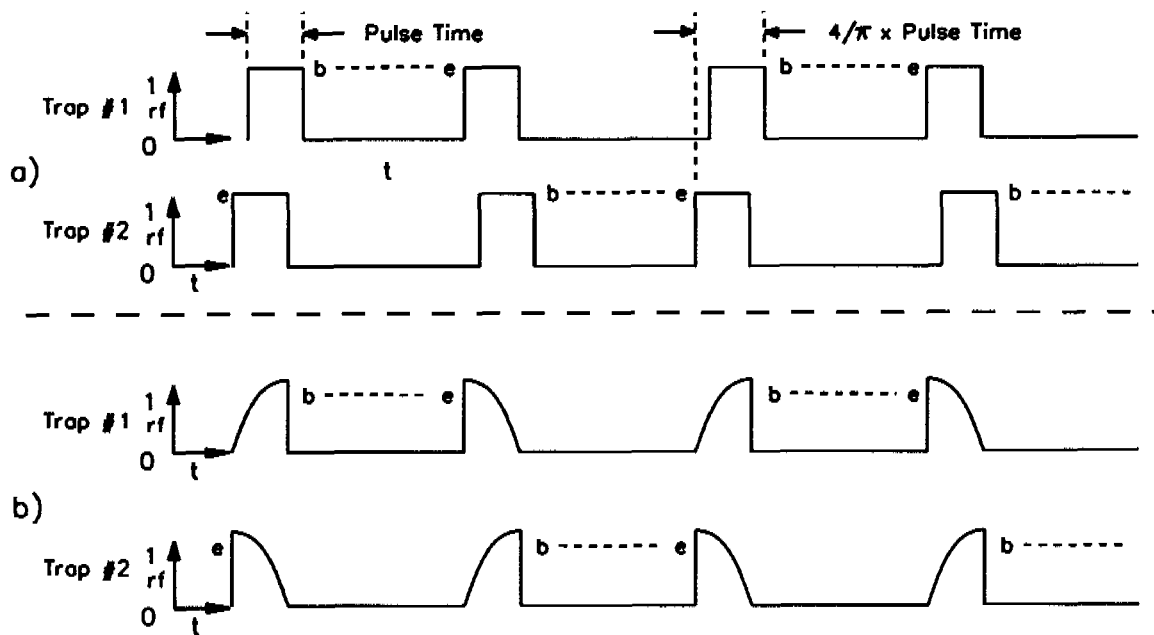 Pulse Time
4/π x Pulse Time
b e b e
1
Trap #1 rf
0
t
a)
e b e b
1
Trap #2 rf
0
t
b e b e
1
Trap #1 rf
0
t
b)
e b e b
1
Trap #2 rf
0
t